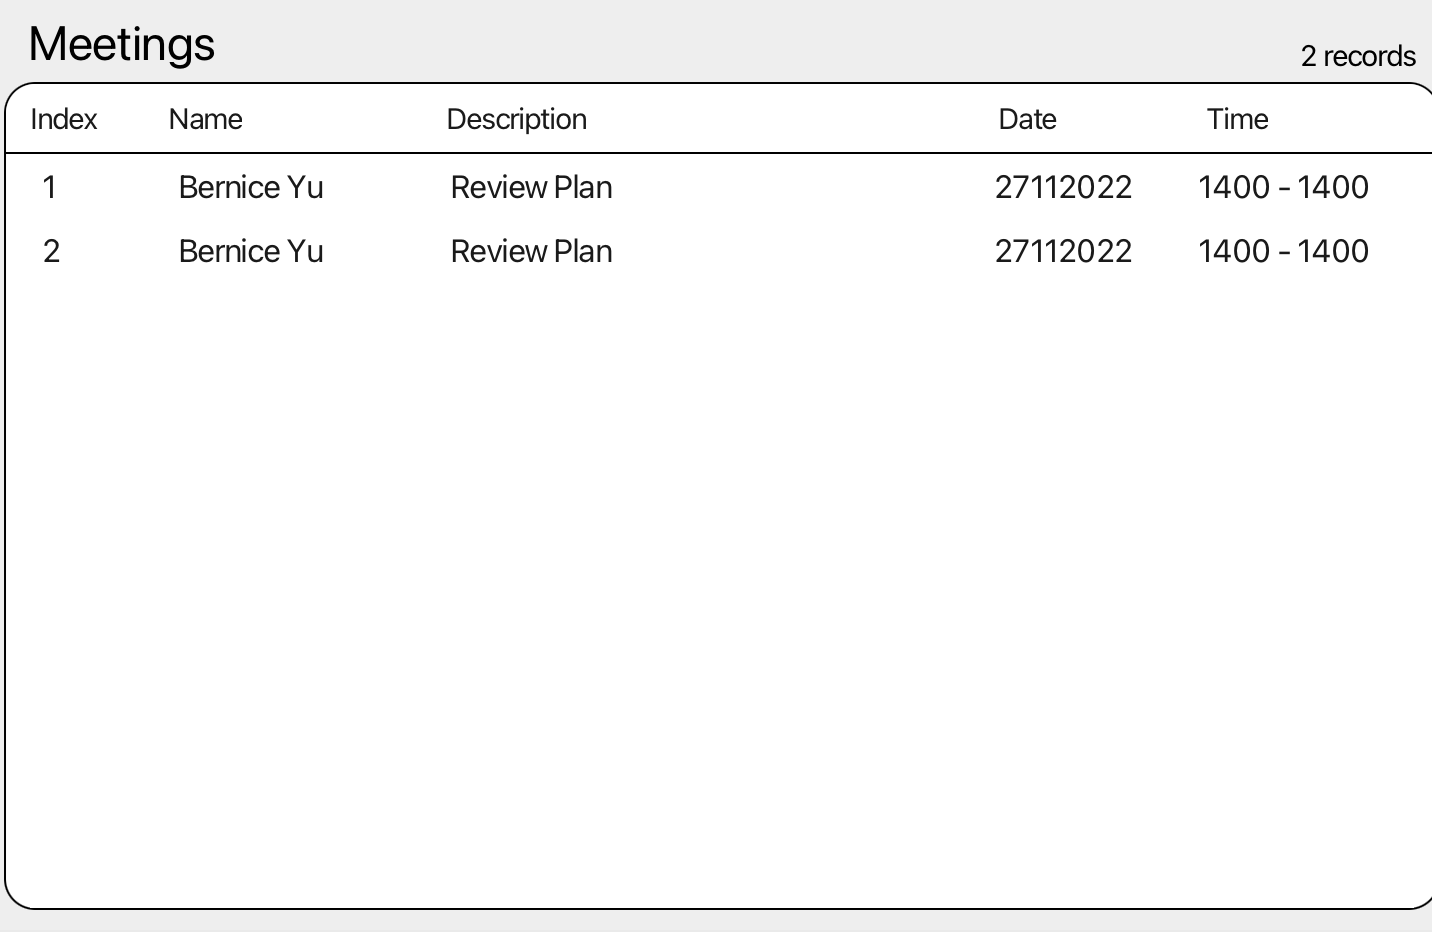 Meetings
2 records
Index Name Description Date Time
1 Bernice Yu Review Plan 27112022 1400 - 1400
2 Bernice Yu Review Plan 27112022 1400 - 1400